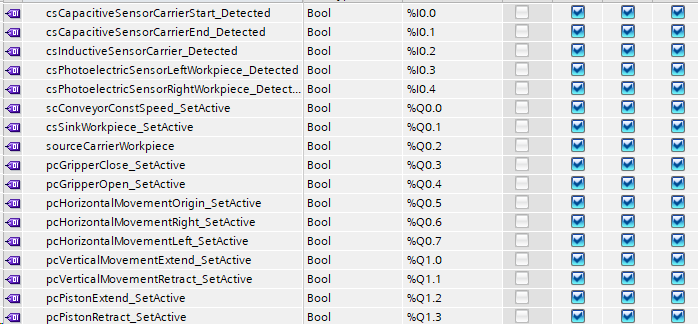 csCapacitiveSensorCarrierStart_Detected Bool %I0.0
csCapacitiveSensorCarrierEnd_Detected Bool %I0.1
csInductiveSensorCarrier_Detected Bool %I0.2
csPhotoelectricSensorLeftWorkpiece_Detected Bool %I0.3
csPhotoelectricSensorRightWorkpiece_Detect... Bool %I0.4
scConveyorConstSpeed_SetActive Bool %Q0.0
csSinkWorkpiece_SetActive Bool %Q0.1
sourceCarrierWorkpiece Bool %Q0.2
pcGripperClose_SetActive Bool %Q0.3
pcGripperOpen_SetActive Bool %Q0.4
pcHorizontalMovementOrigin_SetActive Bool %Q0.5
pcHorizontalMovementRight_SetActive Bool %Q0.6
pcHorizontalMovementLeft_SetActive Bool %Q0.7
pcVerticalMovementExtend_SetActive Bool %Q1.0
pcVerticalMovementRetract_SetActive Bool %Q1.1
pcPistonExtend_SetActive Bool %Q1.2
pcPistonRetract_SetActive Bool %Q1.3